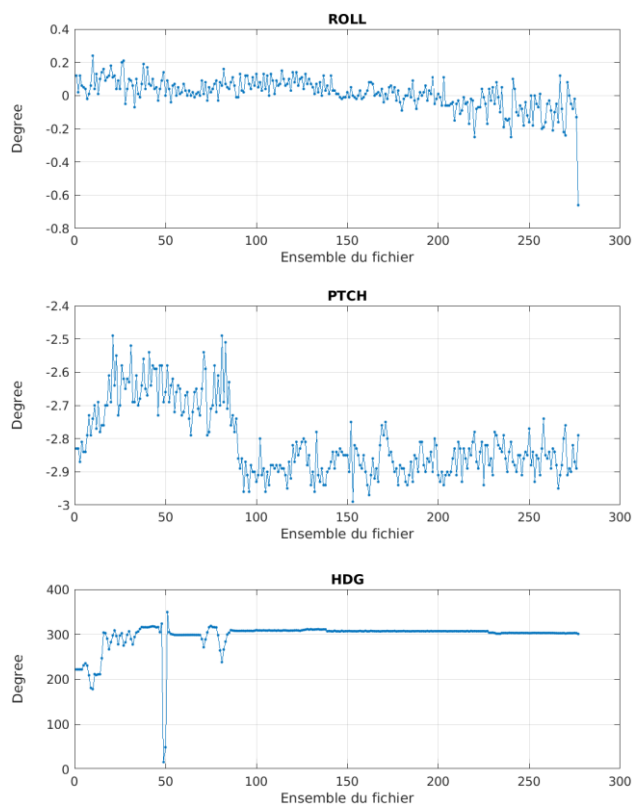 ROLL
0.4
0.2
0
-0.2
-0.4
-0.6
-0.8
Degree
0 50 100 150 200 250 300
Ensemble du fichier
PTCH
-2.4
-2.5
-2.6
-2.7
-2.8
-2.9
-3
Degree
0 50 100 150 200 250 300
Ensemble du fichier
HDG
400
300
200
100
0
Degree
0 50 100 150 200 250 300
Ensemble du fichier